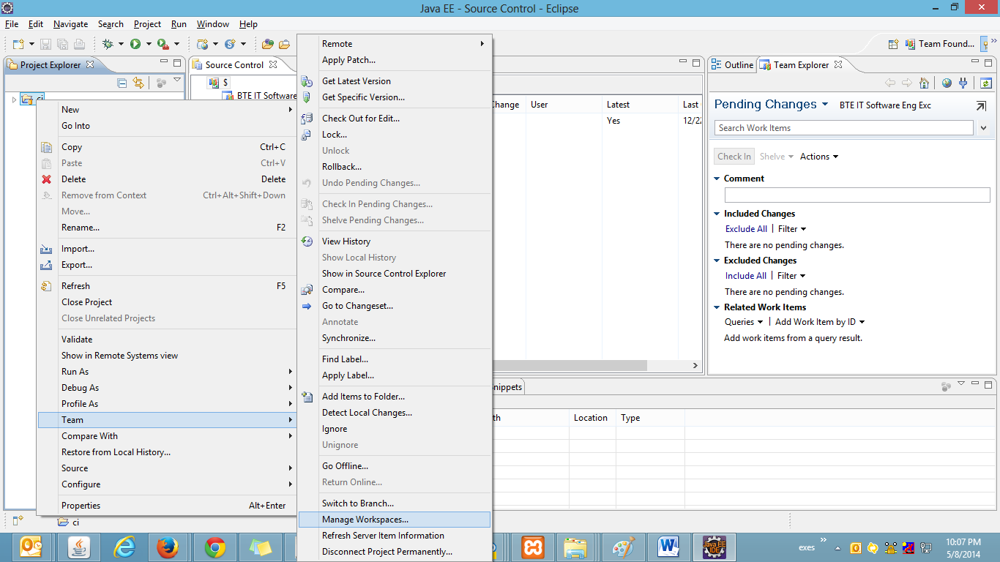 Java EE - Source Control - Eclipse
File Edit Navigate Search Project Run Window Help
Team Found...
Project Explorer
Source Control
Outline
Team Explorer
$
BTE IT Software
ci
New
Go Into
Copy Ctrl+C
Paste Ctrl+V
Delete Delete
Remove from Context Ctrl+Alt+Shift+Down
Move...
Rename... F2
Import...
Export...
Refresh F5
Close Project
Close Unrelated Projects
Validate
Show in Remote Systems view
Run As
Debug As
Profile As
Team
Compare With
Restore from Local History...
Source
Configure
Properties Alt+Enter
Remote
Apply Patch...
Get Latest Version
Get Specific Version...
Check Out for Edit...
Lock...
Unlock
Rollback...
Undo Pending Changes...
Check In Pending Changes...
Shelve Pending Changes...
View History
Show Local History
Show in Source Control Explorer
Compare...
Go to Changeset...
Annotate
Synchronize...
Find Label...
Apply Label...
Add Items to Folder...
Detect Local Changes...
Ignore
Unignore
Go Offline...
Return Online...
Switch to Branch...
Manage Workspaces...
Refresh Server Item Information
Disconnect Project Permanently...
Change User Latest Last
Yes 12/22
Pending Changes BTE IT Software Eng Exc
Search Work Items
Check In Shelve Actions
Comment
Included Changes
Exclude All | Filter
There are no pending changes.
Excluded Changes
Include All | Filter
There are no pending changes.
Related Work Items
Queries | Add Work Item by ID
Add work items from a query result.
nippets
th Location Type
ci
exes
10:07 PM
5/8/2014
Java EE
IDE